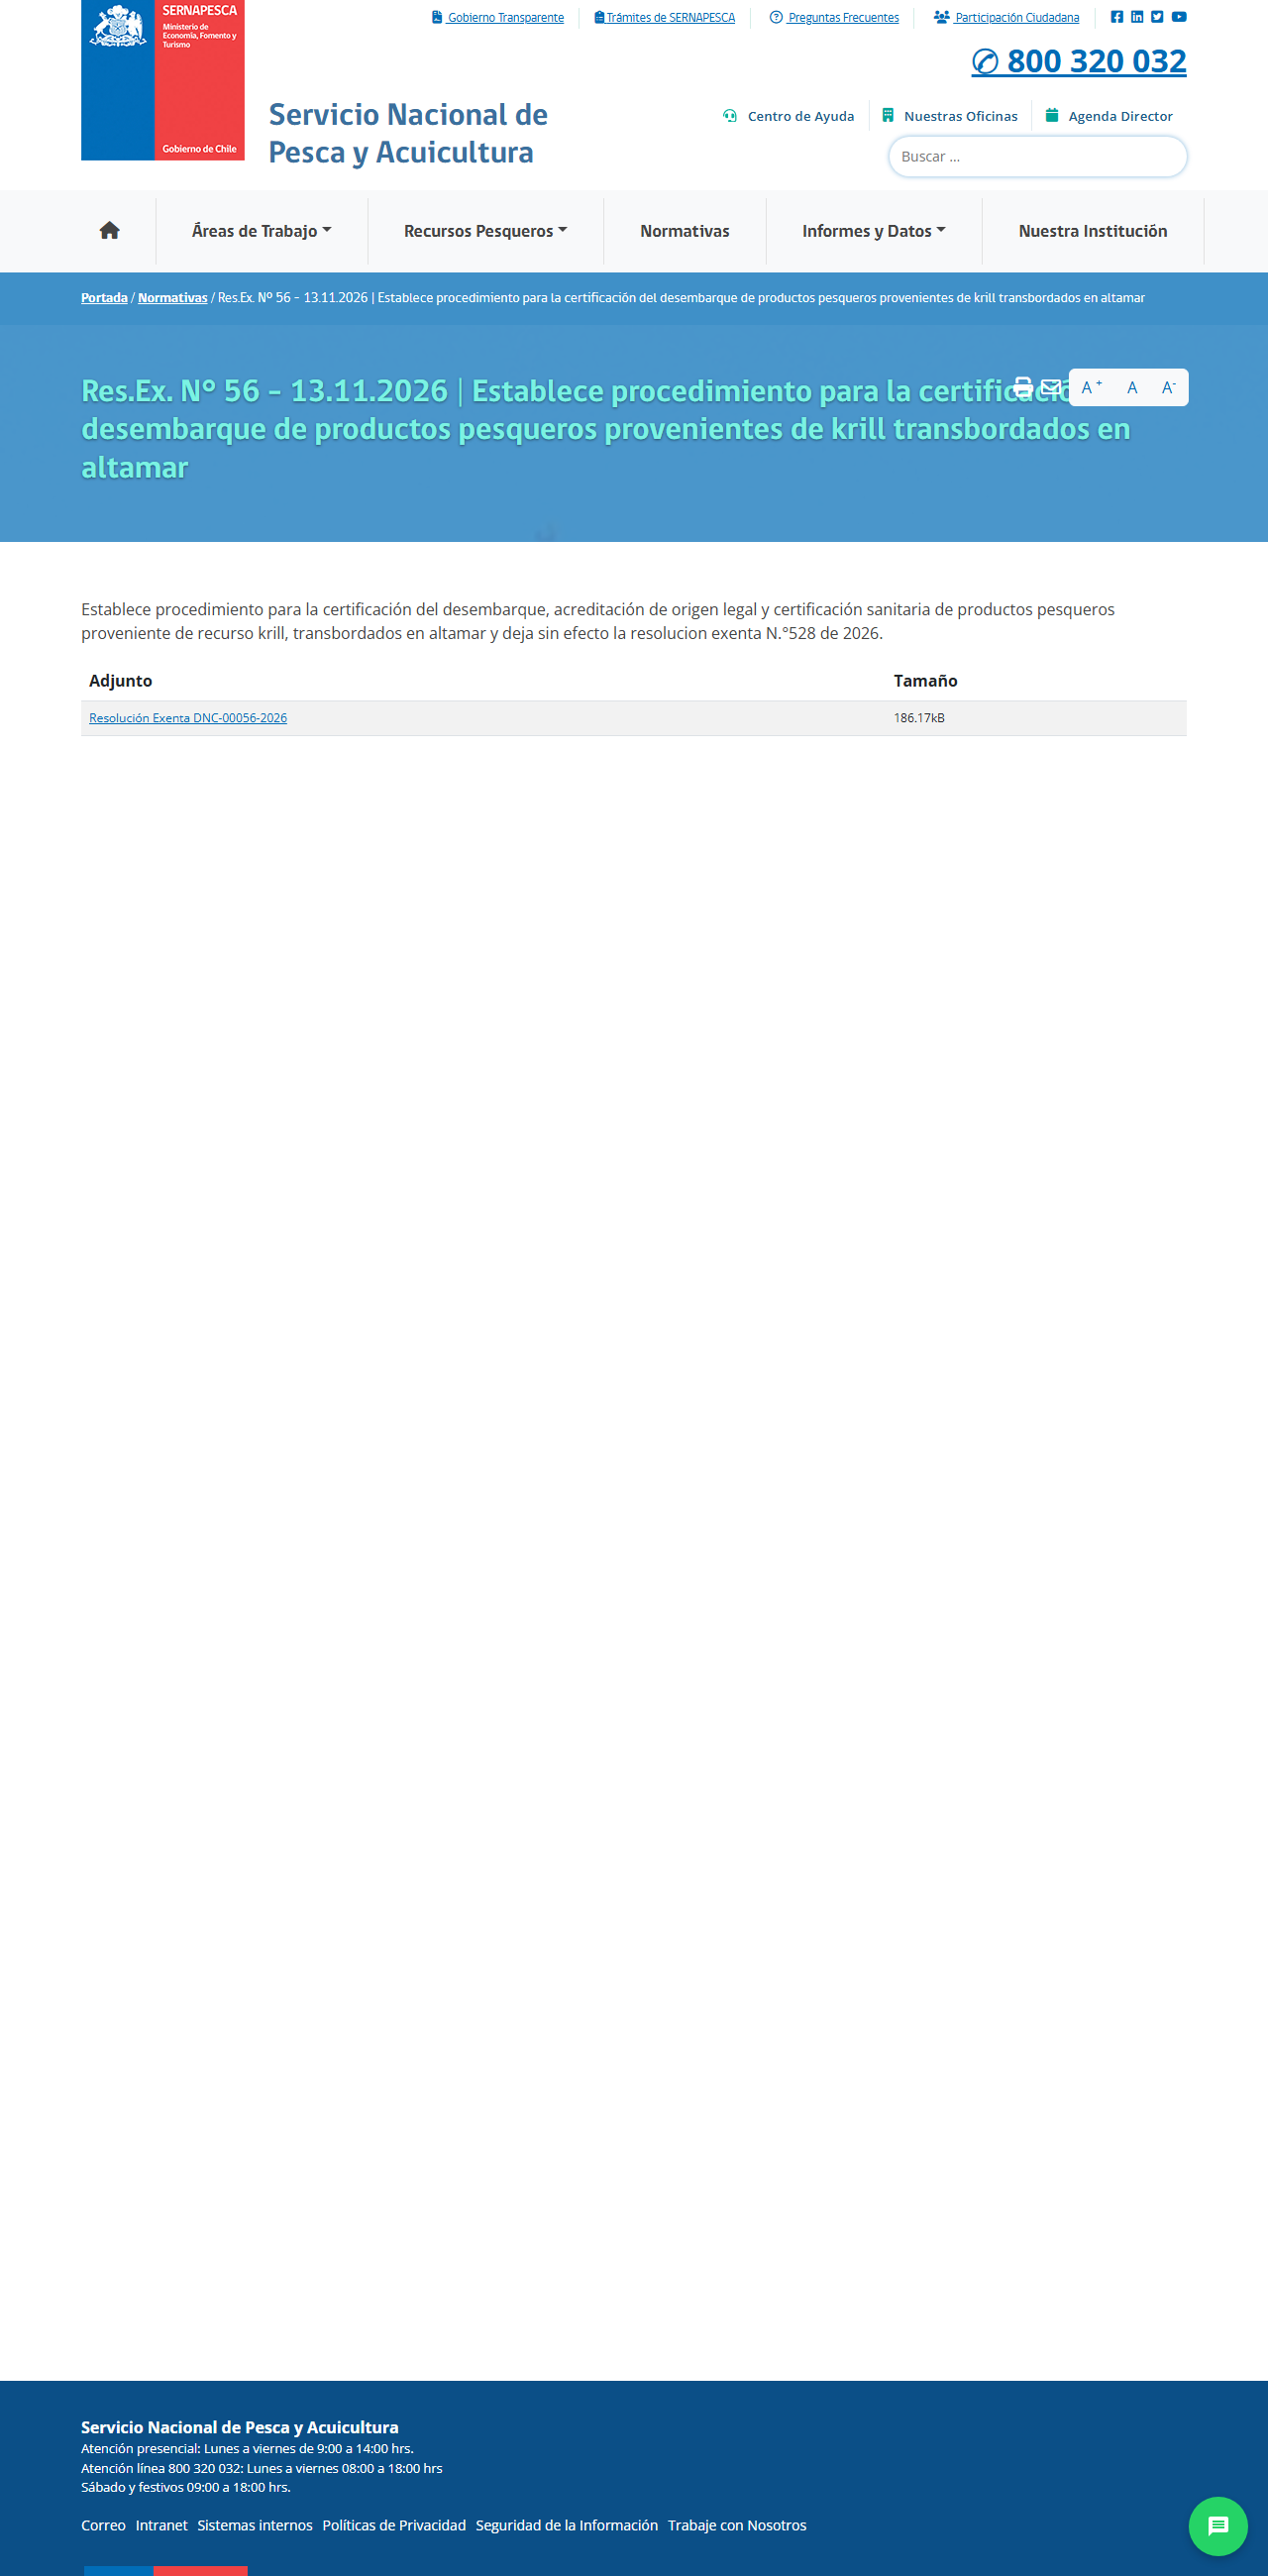 SERNAPESCA
Ministerio de
Economía, Fomento y
Turismo
Gobierno de Chile
Gobierno Transparente
Trámites de SERNAPESCA
Preguntas Frecuentes
Participación Ciudadana
✆ 800 320 032
Servicio Nacional de
Pesca y Acuicultura
Centro de Ayuda
Nuestras Oficinas
Agenda Director
Buscar ...
Áreas de Trabajo
Recursos Pesqueros
Normativas
Informes y Datos
Nuestra Institución
Portada / Normativas / Res.Ex. Nº 56 - 13.11.2026 | Establece procedimiento para la certificación del desembarque de productos pesqueros provenientes de krill transbordados en altamar
Res.Ex. N° 56 - 13.11.2026 | Establece procedimiento para la
A + A A-
desembarque de productos pesqueros provenientes de krill transbordados en
altamar
Establece procedimiento para la certificación del desembarque, acreditación de origen legal y certificación sanitaria de productos pesqueros
proveniente de recurso krill, transbordados en altamar y deja sin efecto la resolucion exenta N.°528 de 2026.
Adjunto Tamaño
Resolución Exenta DNC-00056-2026 186.17kB
Servicio Nacional de Pesca y Acuicultura
Atención presencial: Lunes a viernes de 9:00 a 14:00 hrs.
Atención línea 800 320 032: Lunes a viernes 08:00 a 18:00 hrs
Sábado y festivos 09:00 a 18:00 hrs.
Correo Intranet Sistemas internos Políticas de Privacidad Seguridad de la Información Trabaje con Nosotros